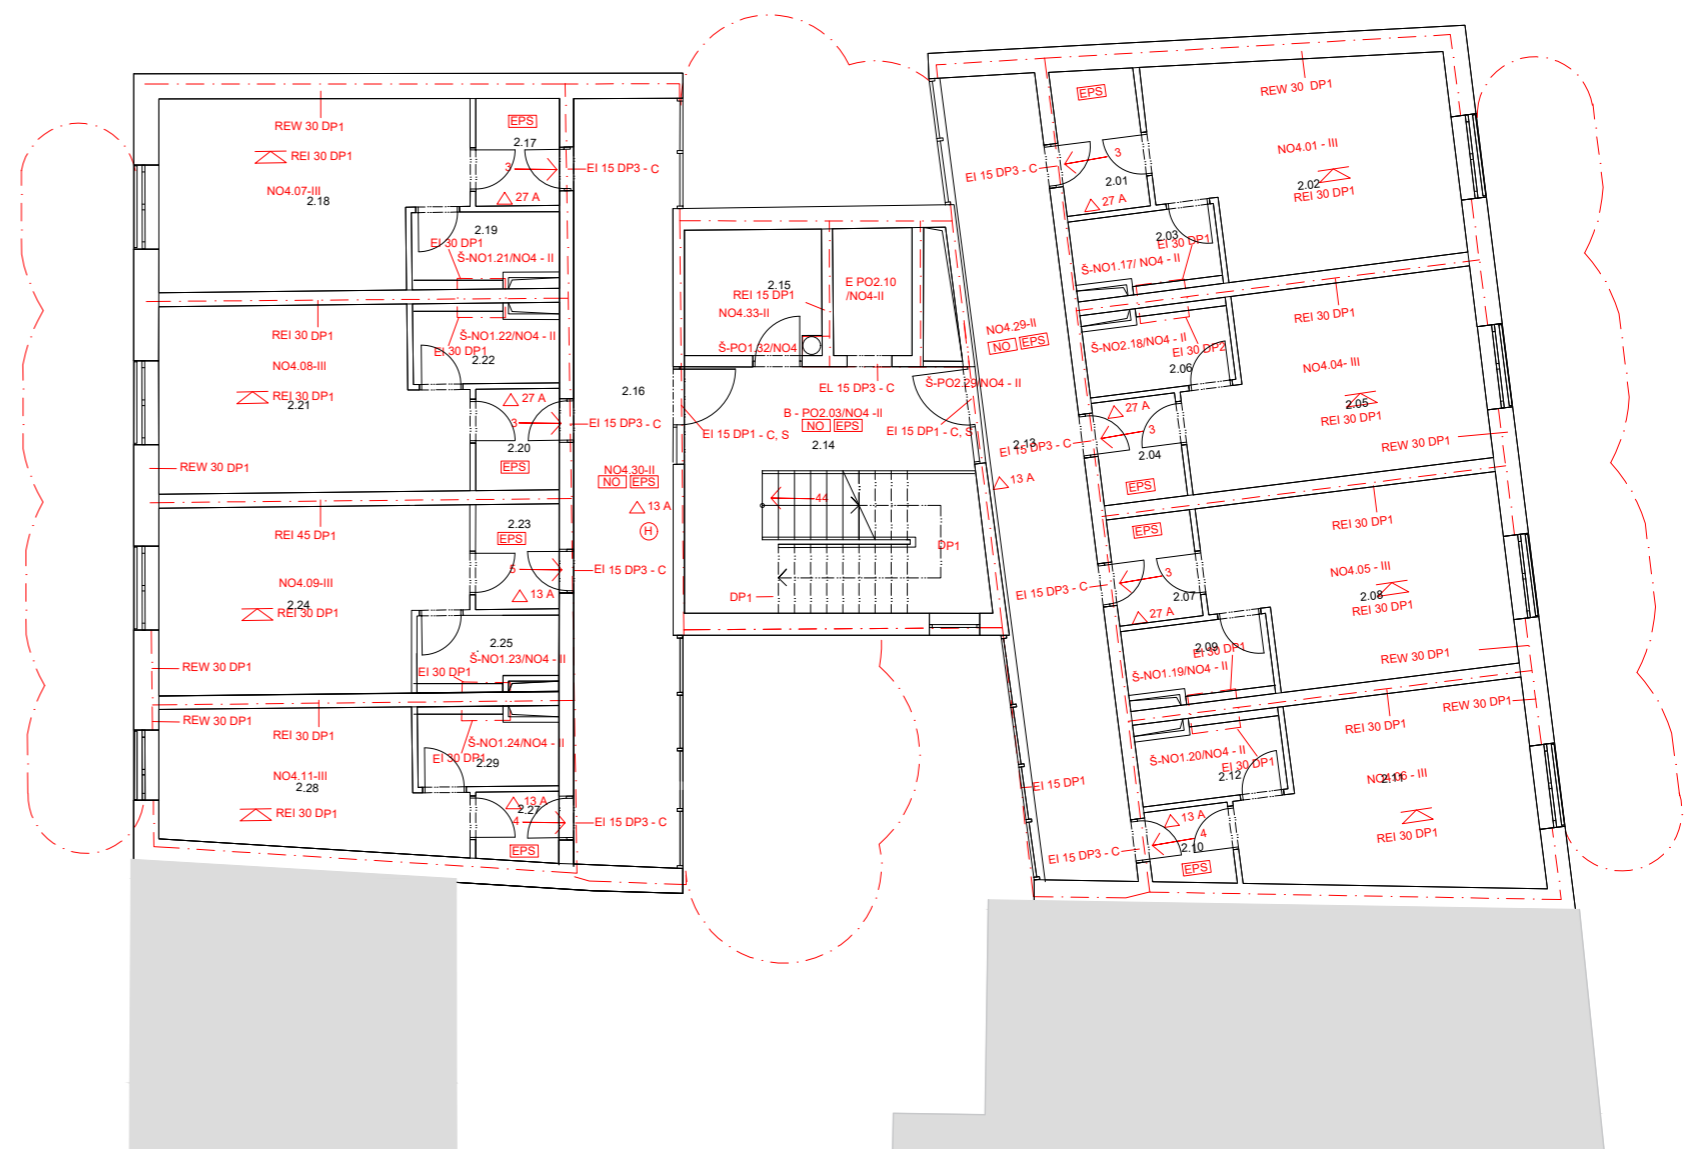 REW 30 DP1
REI 30 DP1
NO4.07-III
2.18
EPS
2.17
3
27 A
EI 15 DP3 - C
2.19
EI 30 DP1
Š-NO1.21/NO4 - II
REI 30 DP1
NO4.08-III
REI 30 DP1
2.21
Š-NO1.22/NO4 - II
EI 30 DP1
2.22
27 A
3
EI 15 DP3 - C
2.20
EPS
REW 30 DP1
REI 45 DP1
NO4.09-III
2.24
REI 30 DP1
2.23
EPS
5
EI 15 DP3 - C
13 A
2.25
Š-NO1.23/NO4 - II
EI 30 DP1
REW 30 DP1
REW 30 DP1
REI 30 DP1
NO4.11-III
2.28
REI 30 DP1
Š-NO1.24/NO4 - II
EI 30 DP1
2.29
13 A
2.27
4
EI 15 DP3 - C
EPS
2.16
NO4.30-II
NO EPS
13 A
H
2.15
REI 15 DP1
NO4.33-II
Š-PO1.32/NO4
E PO2.10
/NO4-II
EL 15 DP3 - C
Š-PO2.29/NO4 - II
B - PO2.03/NO4 -II
NO EPS
EI 15 DP1 - C, S
2.14
EI 15 DP1 - C, S
44
DP1
DP1
NO4.29-II
NO EPS
2.13
13 A
EI 15 DP1
EPS
REW 30 DP1
EI 15 DP3 - C
3
2.01
27 A
NO4.01 - III
2.02
REI 30 DP1
2.03
EI 30 DP1
Š-NO1.17/ NO4 - II
REI 30 DP1
Š-NO2.18/NO4 - II
EI 30 DP2
2.06
NO4.04- III
2.05
REI 30 DP1
REW 30 DP1
27 A
3
EI 15 DP3 - C
2.04
EPS
EPS
REI 30 DP1
3
EI 15 DP3 - C
2.07
27 A
NO4.05 - III
2.08
REI 30 DP1
REW 30 DP1
2.09
EI 30 DP1
Š-NO1.19/NO4 - II
REW 30 DP1
REI 30 DP1
Š-NO1.20/NO4 - II
EI 30 DP1
2.12
NO4.06 - III
2.11
REI 30 DP1
13 A
4
EI 15 DP3 - C
2.10
EPS